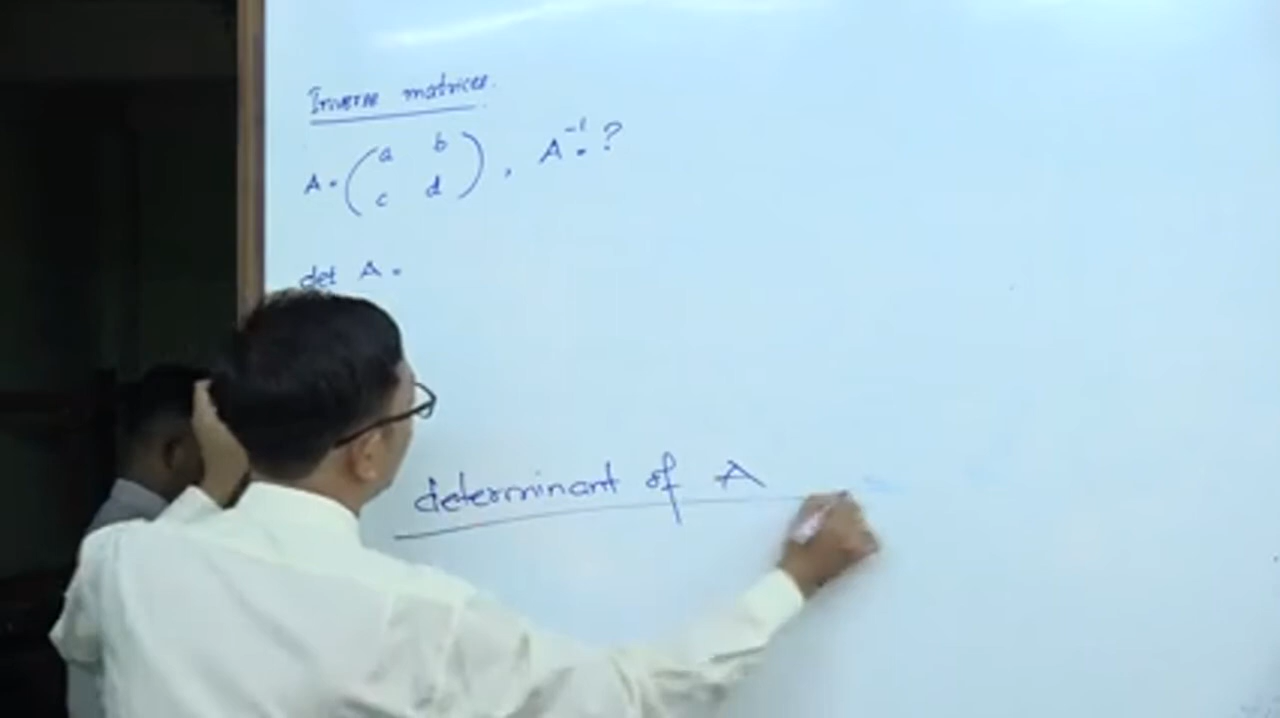 Inverse matrices.
A = (a b
c d), A⁻¹ = ?
det A =
determinant of A